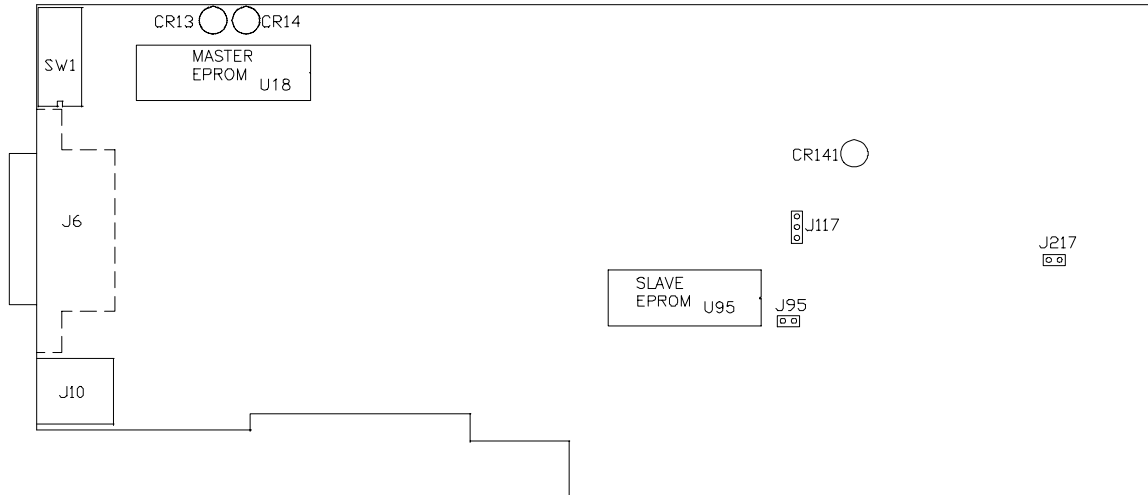 CR13
CR14
SW1
MASTER
EPROM
U18
CR141
J6
J117
J217
SLAVE
EPROM
U95
J95
J10